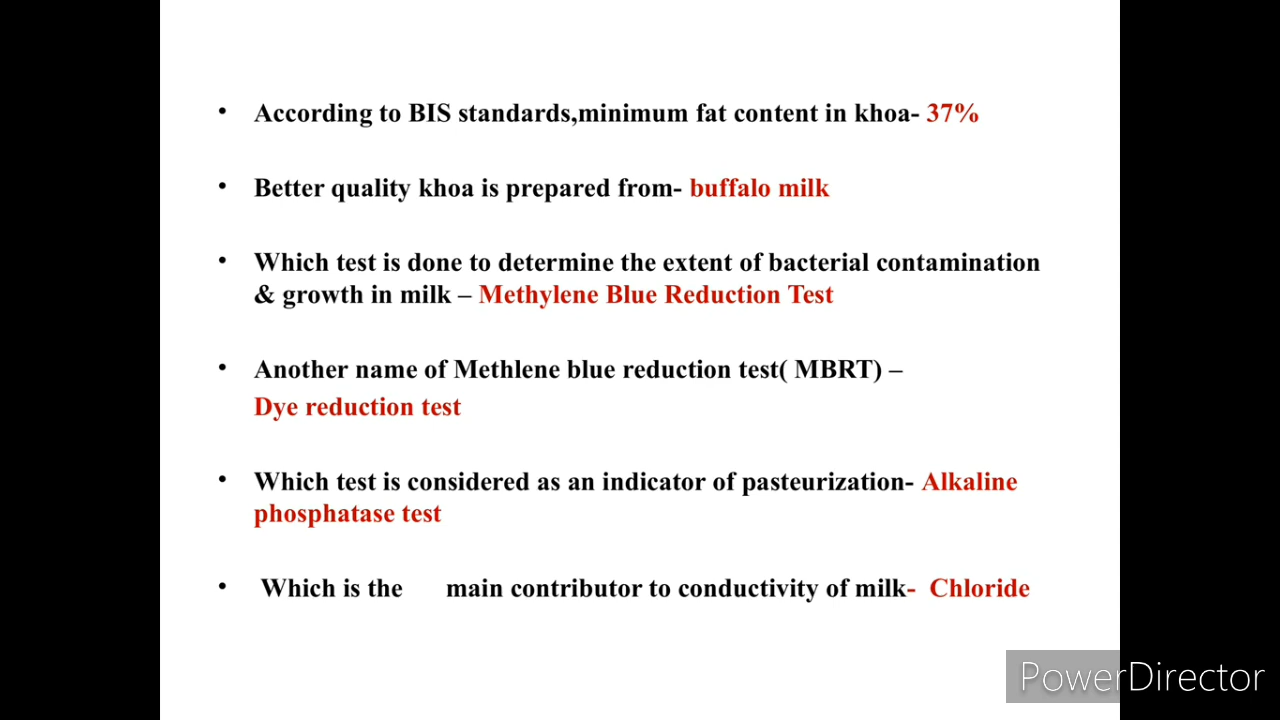 • According to BIS standards,minimum fat content in khoa- 37%
• Better quality khoa is prepared from- buffalo milk
• Which test is done to determine the extent of bacterial contamination
& growth in milk – Methylene Blue Reduction Test
• Another name of Methlene blue reduction test( MBRT) –
Dye reduction test
• Which test is considered as an indicator of pasteurization- Alkaline
phosphatase test
• Which is the main contributor to conductivity of milk- Chloride
PowerDirector